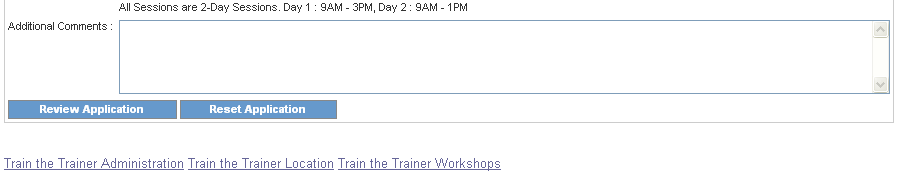 All Sessions are 2-Day Sessions. Day 1 : 9AM - 3PM, Day 2 : 9AM - 1PM
Additional Comments :
Review Application Reset Application
Train the Trainer Administration Train the Trainer Location Train the Trainer Workshops